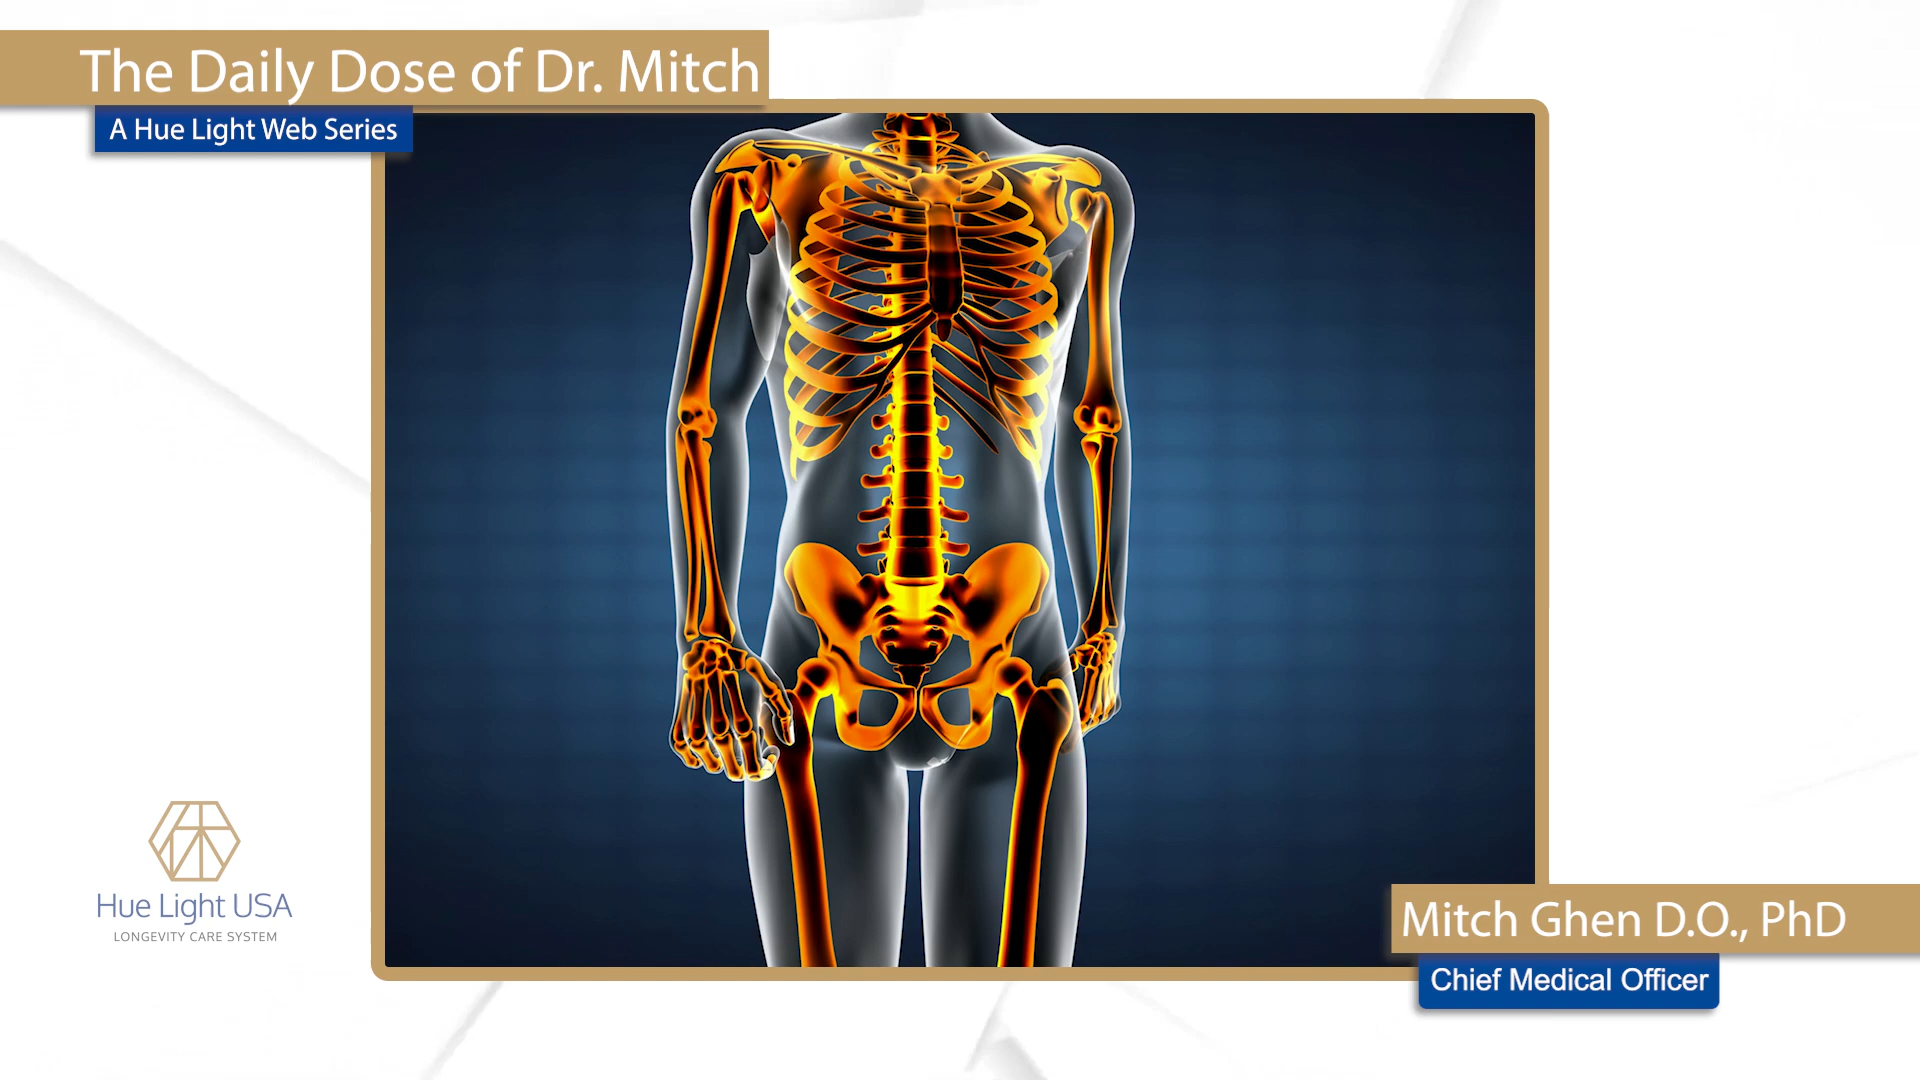 The Daily Dose of Dr. Mitch
A Hue Light Web Series
Hue Light USA
LONGEVITY CARE SYSTEM
Mitch Ghen D.O., PhD
Chief Medical Officer